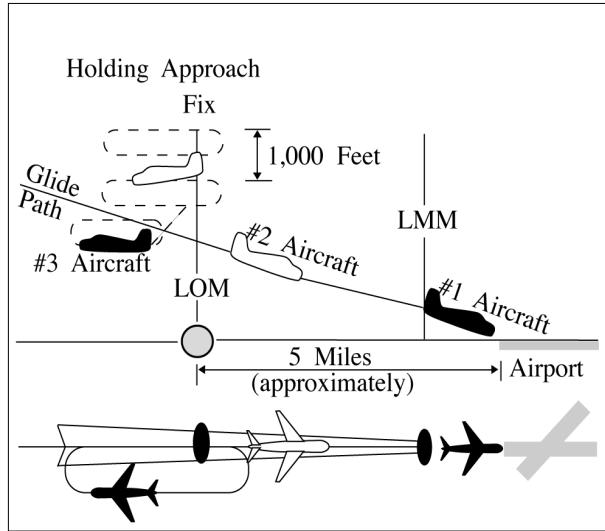 Holding Approach
Fix
1,000 Feet
Glide
Path
#2 Aircraft
LMM
#3 Aircraft
LOM
#1 Aircraft
5 Miles
(approximately)
Airport